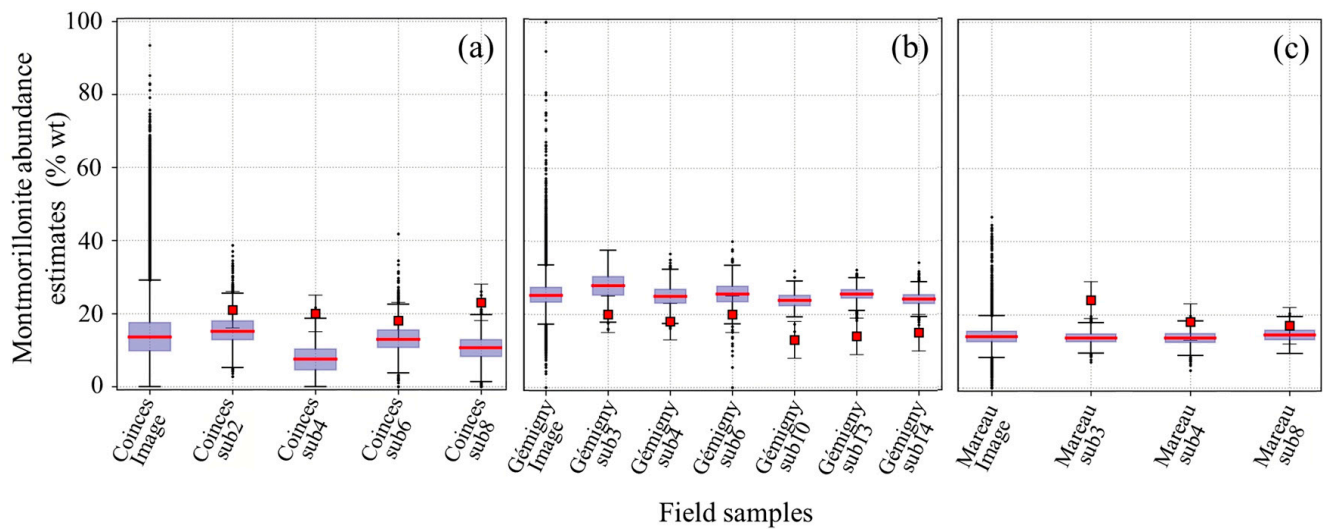 Montmorillonite abundance
estimates (% wt)
100
80
60
40
20
0
(a)
(b)
(c)
Coinces
Image
Coinces
sub2
Coinces
sub4
Coinces
sub6
Coinces
sub8
Gémigny
Image
Gémigny
sub3
Gémigny
sub4
Gémigny
sub6
Gémigny
sub10
Gémigny
sub13
Gémigny
sub14
Mareau
Image
Mareau
sub3
Mareau
sub4
Mareau
sub8
Field samples